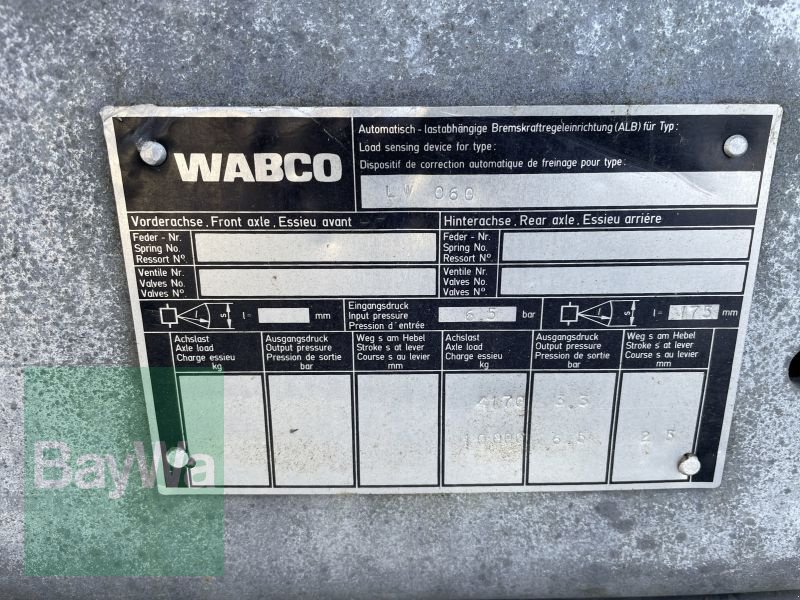 WABCO
Automatisch - lastabhängige Bremskraftregeleinrichtung (ALB) für Typ:
Load sensing device for type:
Dispositif de correction automatique de freinage pour type:
060
Vorderachse, Front axle, Essieu avant
Hinterachse, Rear axle, Essieu arriére
Feder - Nr.
Spring No.
Ressort N°
Feder - Nr.
Spring No.
Ressort N°
Ventile Nr.
Valves No.
Valves N°
Ventile Nr.
Valves No.
Valves N°
l = mm
s
Eingangsdruck
Input pressure
Pression d'entrée
6.5 bar
s
l = 175 mm
Achslast
Axle load
Charge essieu
kg
Ausgangsdruck
Output pressure
Pression de sortie
bar
Weg s am Hebel
Stroke s at lever
Course s au levier
mm
Achslast
Axle load
Charge essieu
kg
Ausgangsdruck
Output pressure
Pression de sortie
bar
Weg s am Hebel
Stroke s at lever
Course s au levier
mm
4170 3.3
10000 6.5 25
BayWa